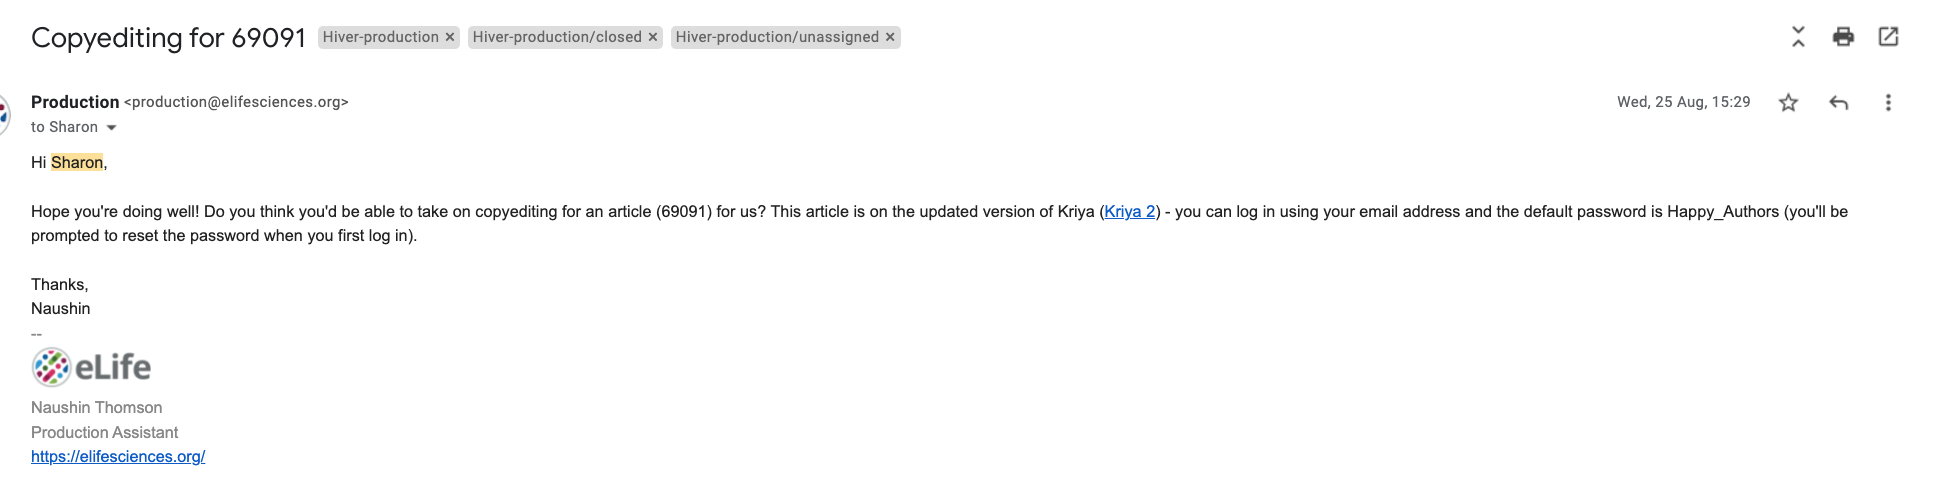 Copyediting for 69091 Hiver-production × Hiver-production/closed × Hiver-production/unassigned ×
Production <production@elifesciences.org> Wed, 25 Aug, 15:29
to Sharon
Hi Sharon,
Hope you're doing well! Do you think you'd be able to take on copyediting for an article (69091) for us? This article is on the updated version of Kriya (Kriya 2) - you can log in using your email address and the default password is Happy_Authors (you'll be
prompted to reset the password when you first log in).
Thanks,
Naushin
--
eLife
Naushin Thomson
Production Assistant
https://elifesciences.org/